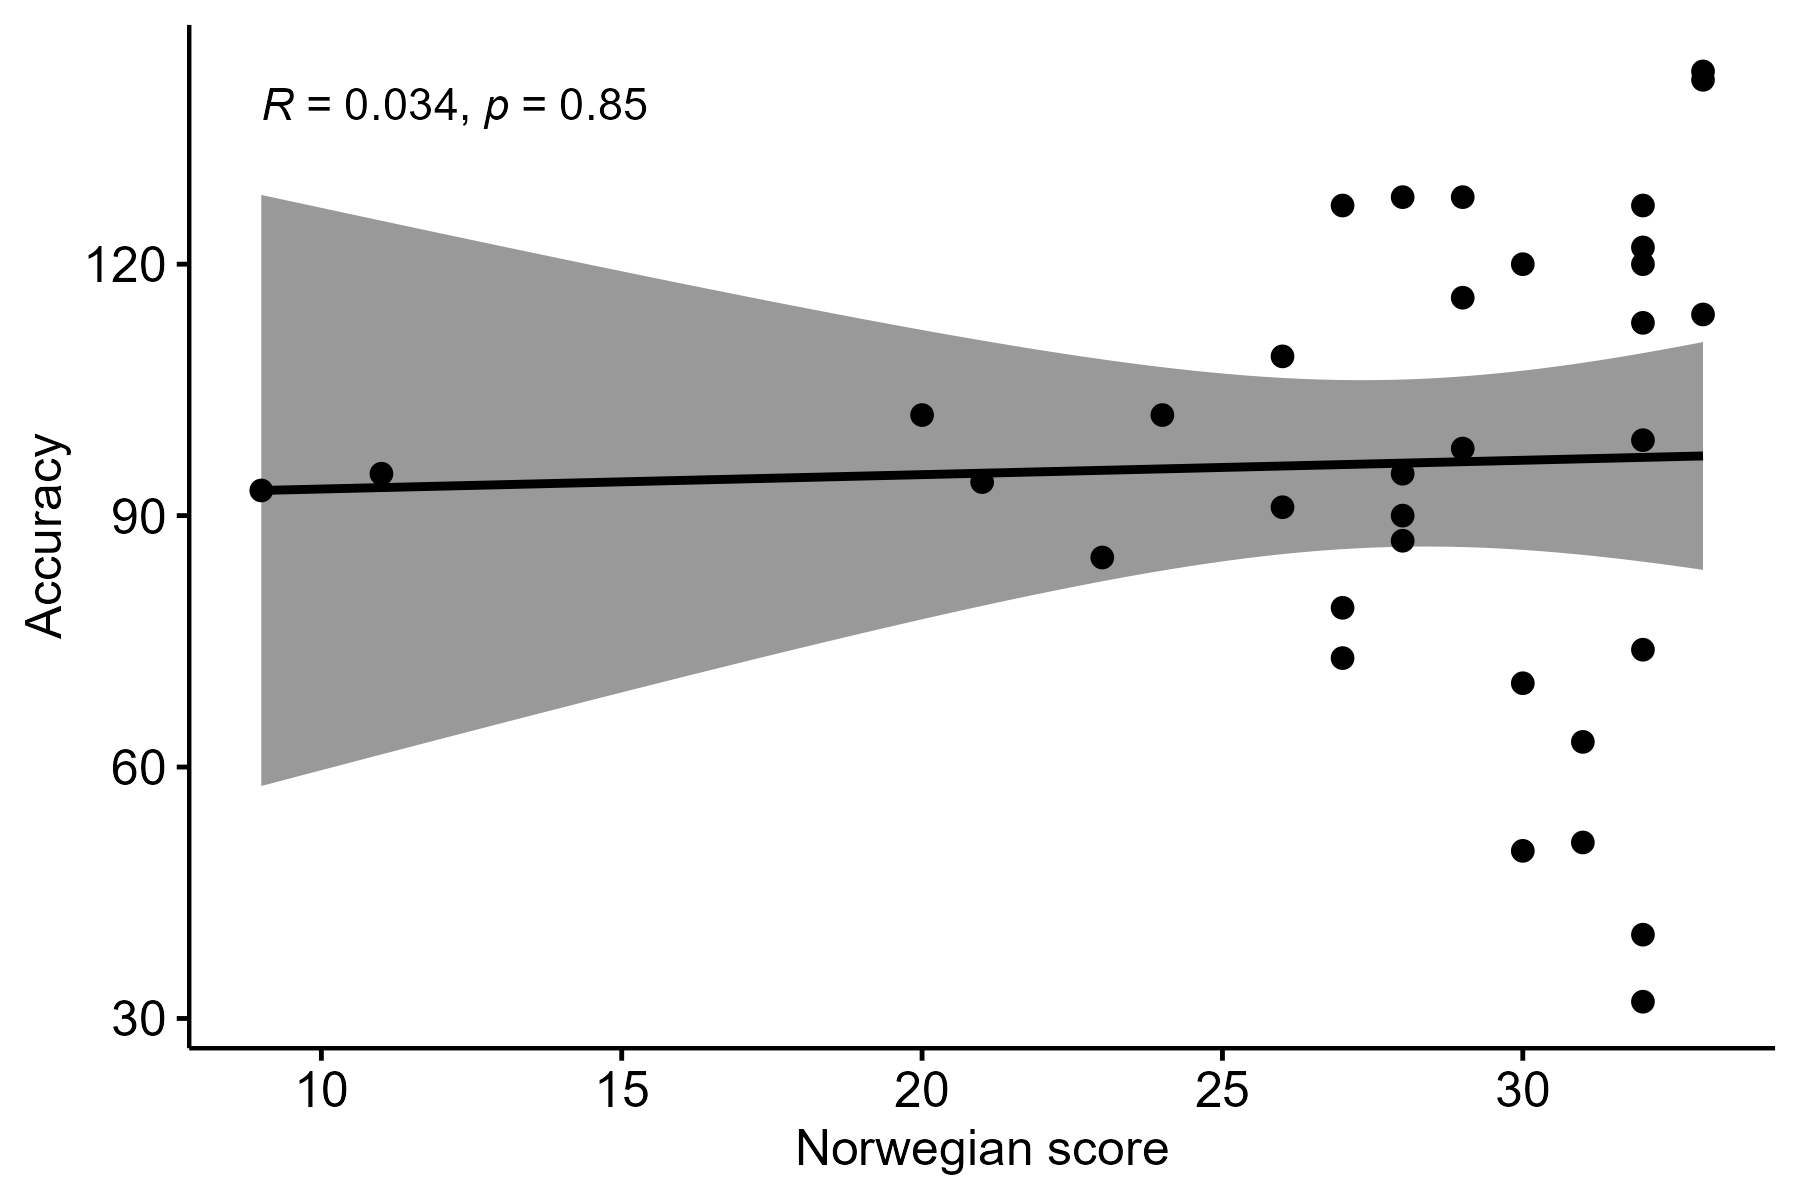 R = 0.034, p = 0.85
120
90
60
30
Accuracy
10 15 20 25 30
Norwegian score